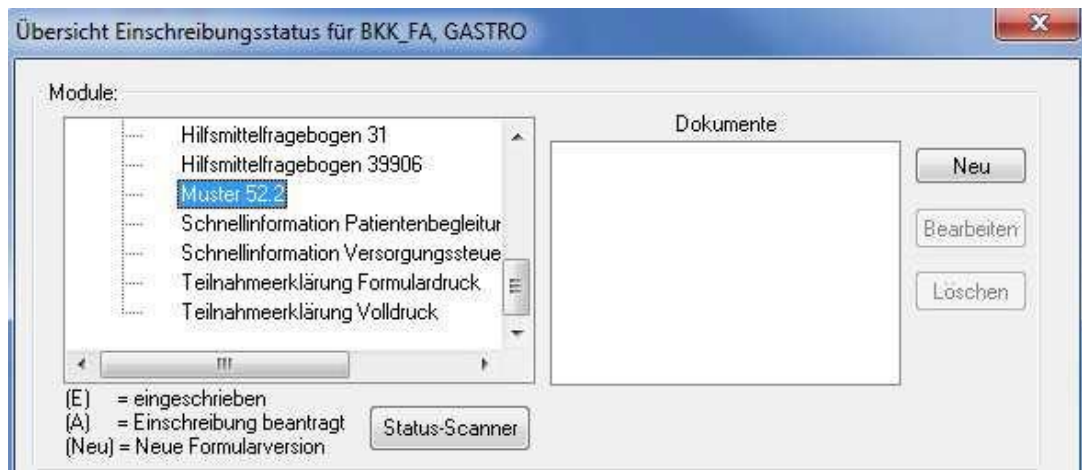 Übersicht Einschreibungsstatus für BKK_FA, GASTRO
Module:
Hilfsmittelfragebogen 31
Hilfsmittelfragebogen 39906
Muster 52.2
Schnellinformation Patientenbegleitur
Schnellinformation Versorgungssteue
Teilnahmeerklärung Formulardruck
Teilnahmeerklärung Volldruck
(E) = eingeschrieben
(A) = Einschreibung beantragt
(Neu) = Neue Formularversion
Status-Scanner
Dokumente
Neu
Bearbeiten
Löschen